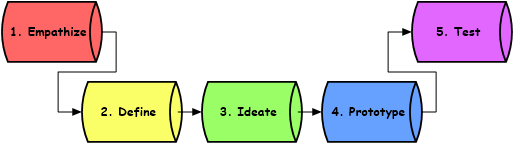 1. Empathize
2. Define
3. Ideate
4. Prototype
5. Test